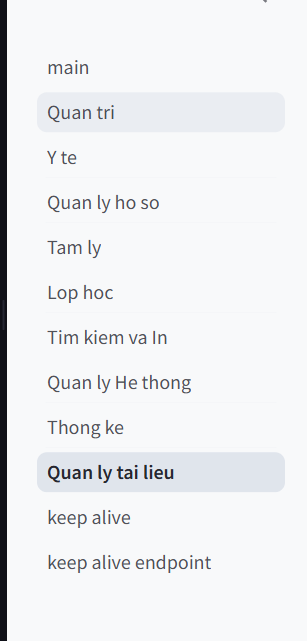 main
Quan tri
Y te
Quan ly ho so
Tam ly
Lop hoc
Tim kiem va In
Quan ly He thong
Thong ke
Quan ly tai lieu
keep alive
keep alive endpoint